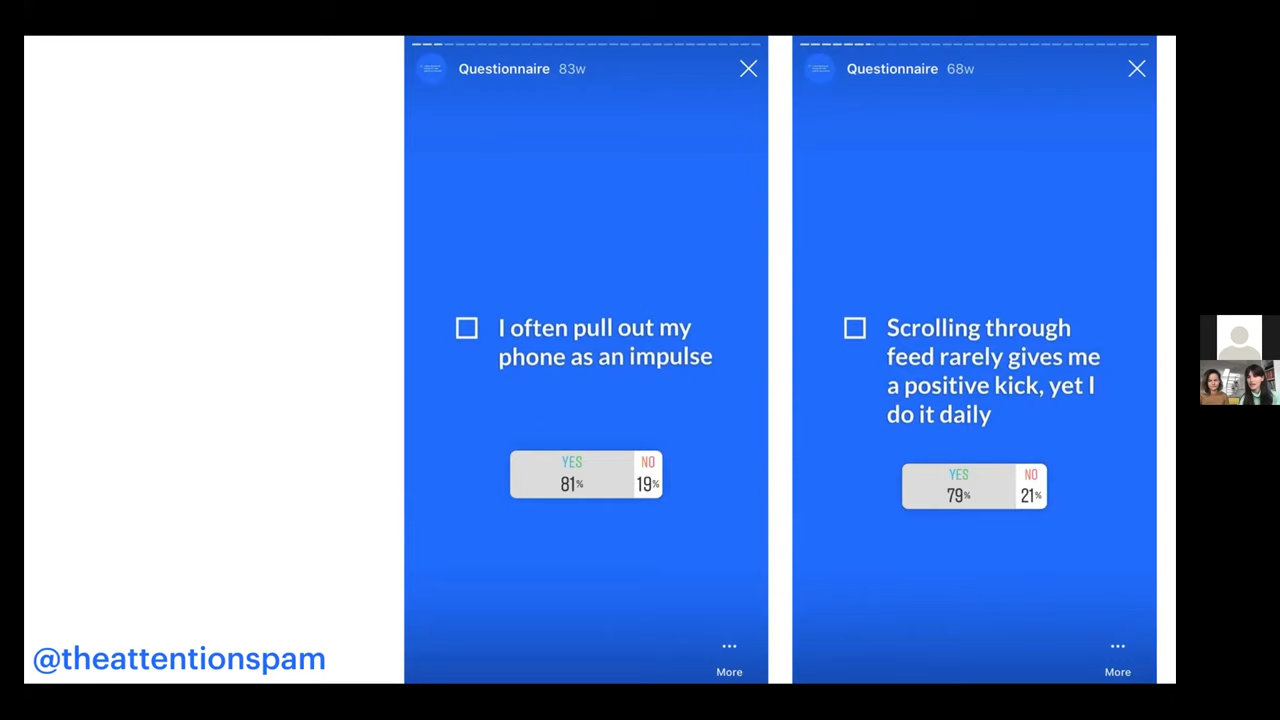 Questionnaire 83w
I often pull out my
phone as an impulse
YES NO
81% 19%
More
Questionnaire 68w
Scrolling through
feed rarely gives me
a positive kick, yet I
do it daily
YES NO
79% 21%
More
@theattentionspam